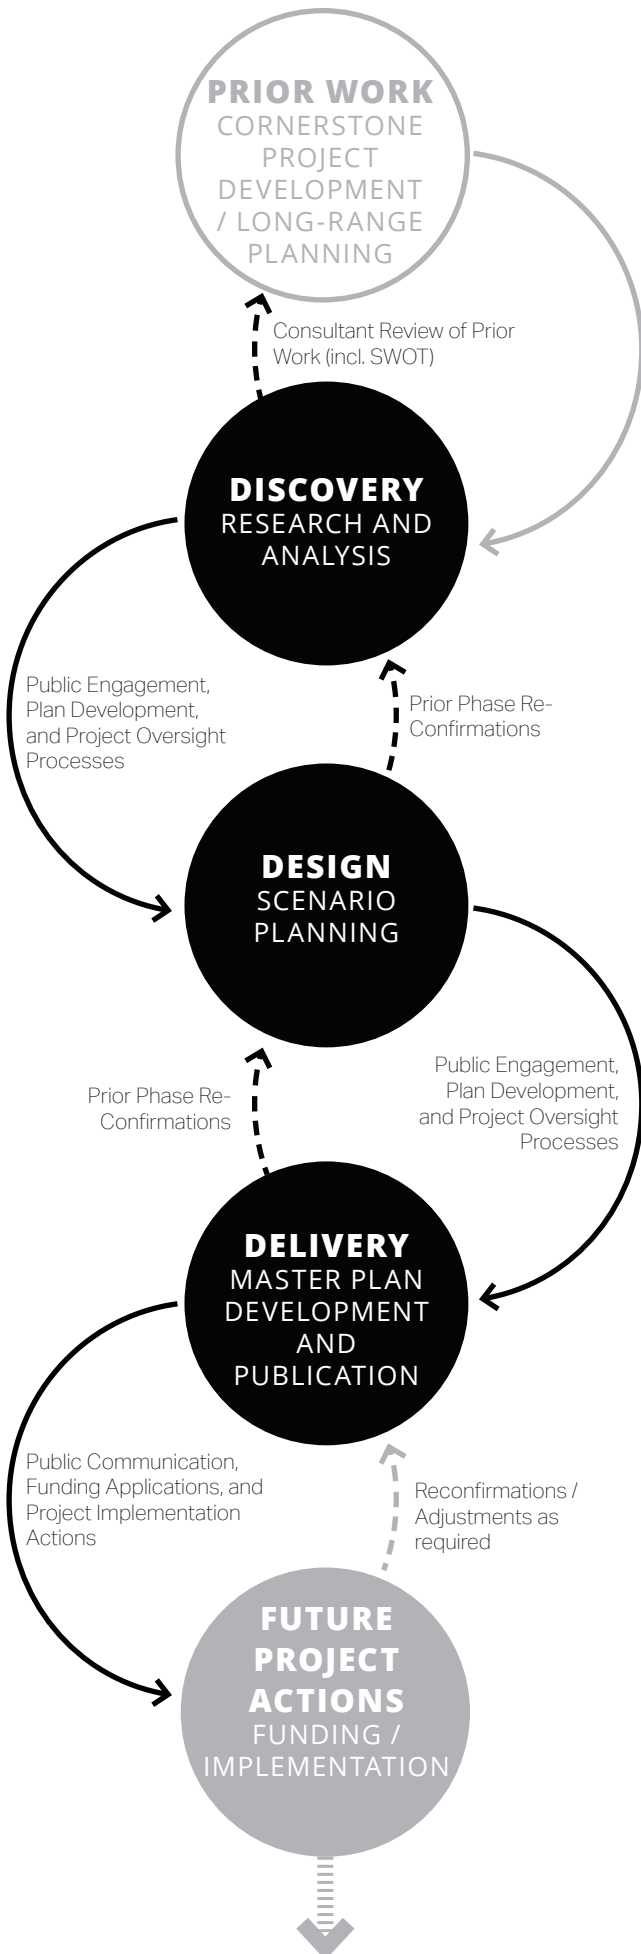 PRIOR WORK
CORNERSTONE
PROJECT
DEVELOPMENT
/ LONG-RANGE
PLANNING
Consultant Review of Prior
Work (incl. SWOT)
DISCOVERY
RESEARCH AND
ANALYSIS
Public Engagement,
Plan Development,
and Project Oversight
Processes
Prior Phase Re-
Confirmations
DESIGN
SCENARIO
PLANNING
Public Engagement,
Plan Development,
and Project Oversight
Processes
Prior Phase Re-
Confirmations
DELIVERY
MASTER PLAN
DEVELOPMENT
AND
PUBLICATION
Public Communication,
Funding Applications, and
Project Implementation
Actions
Reconfirmations /
Adjustments as
required
FUTURE
PROJECT
ACTIONS
FUNDING /
IMPLEMENTATION